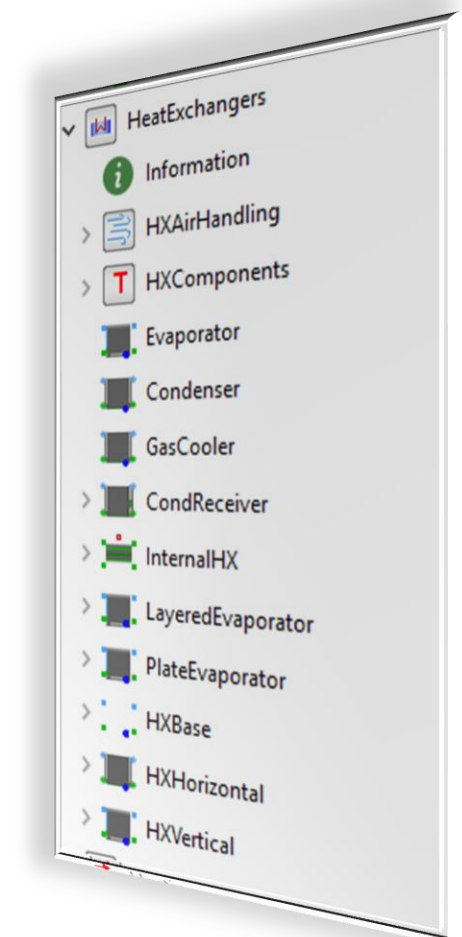 HeatExchangers
Information
HXAirHandling
HXComponents
Evaporator
Condenser
GasCooler
CondReceiver
InternalHX
LayeredEvaporator
PlateEvaporator
HXBase
HXHorizontal
HXVertical